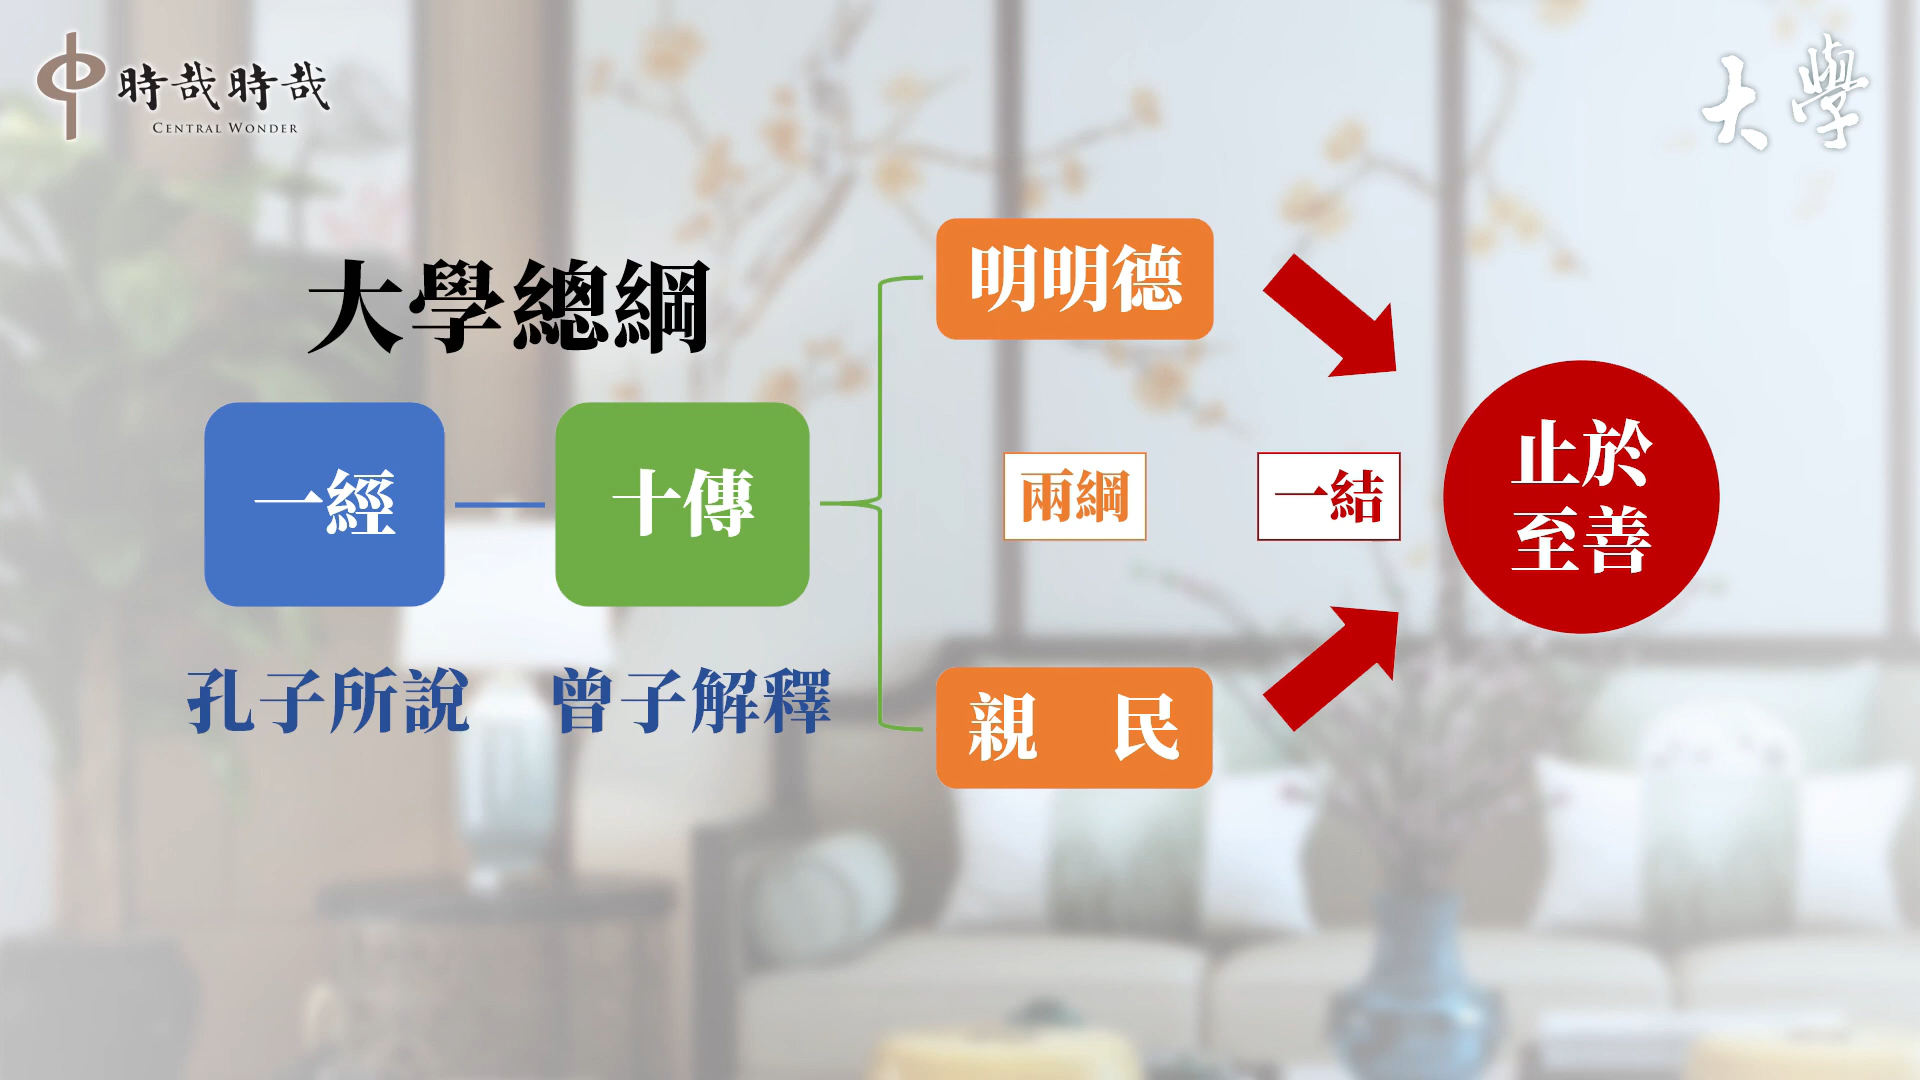 時哉時哉
CENTRAL WONDER
大學
大學總綱
一經
十傳
孔子所說
曾子解釋
明明德
兩綱
親　民
一結
止於
至善